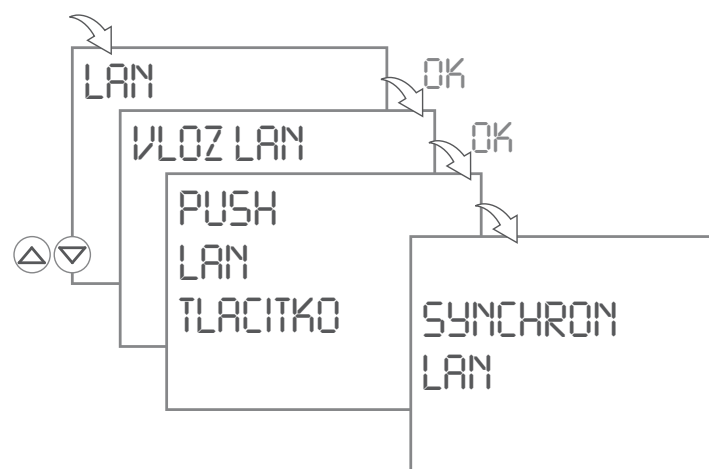 LAN
OK
VLOZ LAN
OK
PUSH
LAN
TLACITKO
SYNCHRON
LAN